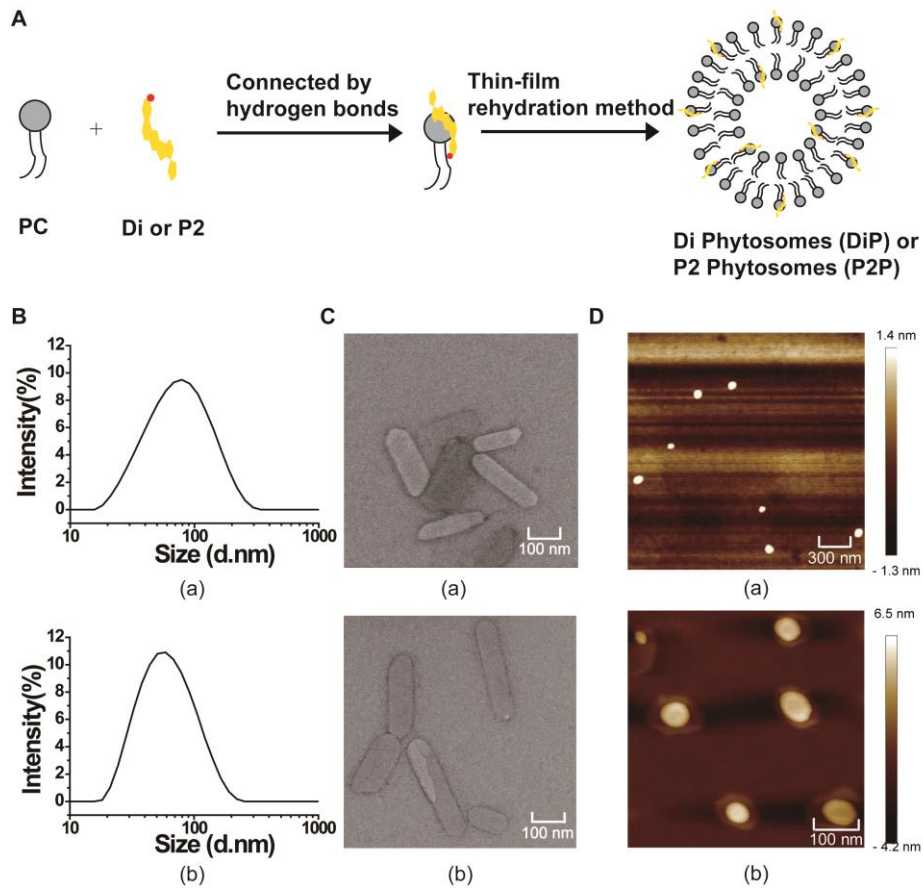 A
Connected by
hydrogen bonds
Thin-film
rehydration method
+
PC
Di or P2
Di Phytosomes (DiP) or
P2 Phytosomes (P2P)
B
12
10
8
6
4
2
0
Intensity(%)
10
100
1000
Size (d.nm)
(a)
C
100 nm
(a)
D
300 nm
1.4 nm
- 1.3 nm
(a)
12
10
8
6
4
2
0
Intensity(%)
10
100
1000
Size (d.nm)
(b)
100 nm
(b)
100 nm
6.5 nm
- 4.2 nm
(b)